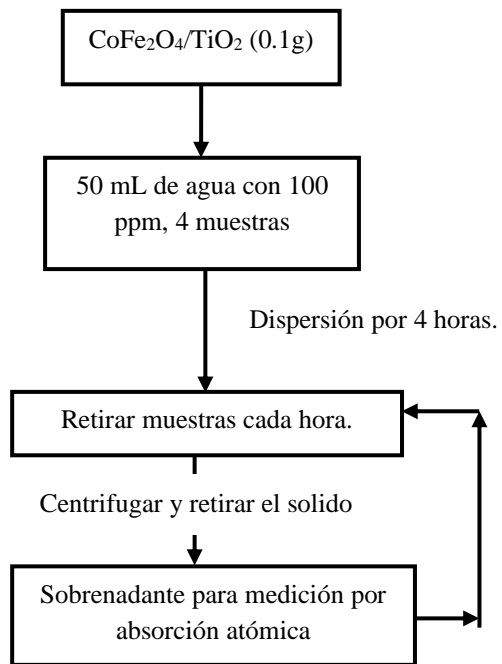 CoFe₂O₄/TiO₂ (0.1g)
50 mL de agua con 100
ppm, 4 muestras
Dispersión por 4 horas.
Retirar muestras cada hora.
Centrifugar y retirar el solido
Sobrenadante para medición por
absorción atómica